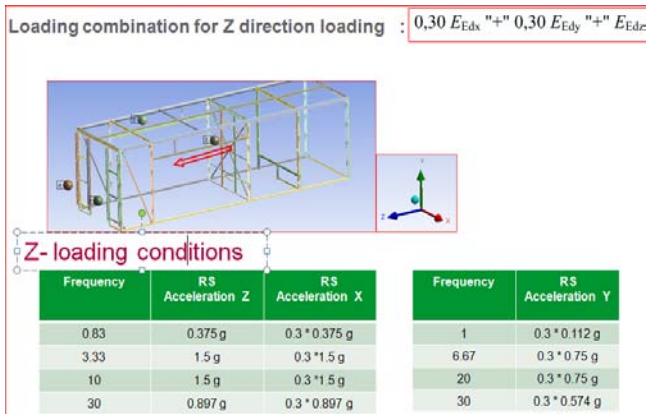 Loading combination for Z direction loading : 0,30 E_Edx "+" 0,30 E_Edy "+" E_Edz
Z- loading conditions
Frequency RS Acceleration Z RS Acceleration X
0.83 0.375 g 0.3 * 0.375 g
3.33 1.5 g 0.3 *1.5 g
10 1.5 g 0.3 *1.5 g
30 0.897 g 0.3 * 0.897 g
Frequency RS Acceleration Y
1 0.3 * 0.112 g
6.67 0.3 * 0.75 g
20 0.3 * 0.75 g
30 0.3 * 0.574 g